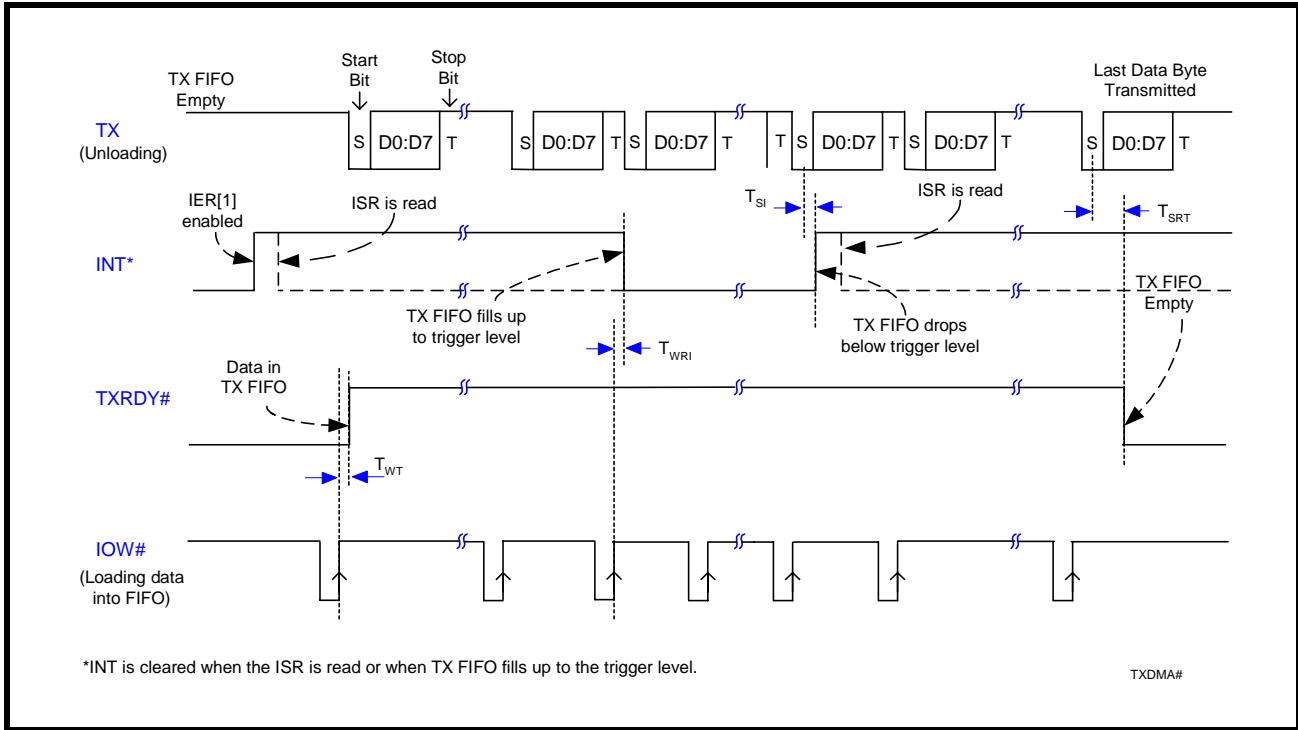 TX FIFO
Empty
Start
Bit
Stop
Bit
Last Data Byte
Transmitted
TX
(Unloading)
S D0:D7 T S D0:D7 T S D0:D7 T T S D0:D7 T S D0:D7 T S D0:D7 T
IER[1]
enabled
ISR is read
TSI
ISR is read
TSRT
INT*
TX FIFO fills up
to trigger level
TX FIFO drops
below trigger level
TX FIFO
Empty
TWRI
Data in
TX FIFO
TXRDY#
TWT
IOW#
(Loading data
into FIFO)
*INT is cleared when the ISR is read or when TX FIFO fills up to the trigger level.
TXDMA#